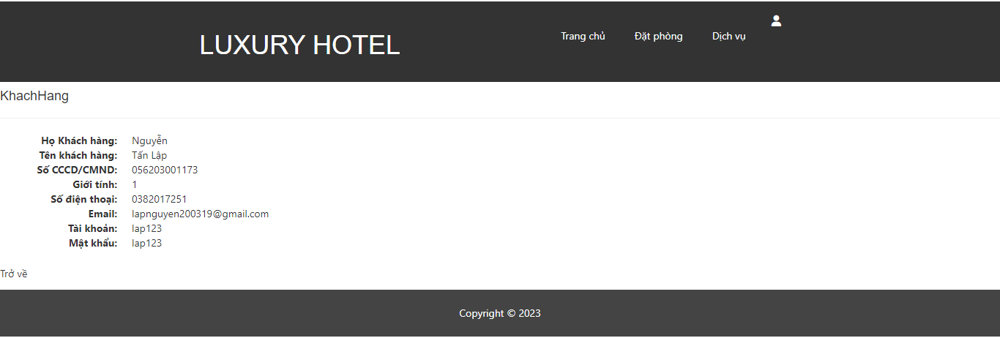 LUXURY HOTEL
Trang chủ Đặt phòng Dịch vụ
KhachHang
Họ Khách hàng: Nguyễn
Tên khách hàng: Tấn Lập
Số CCCD/CMND: 056203001173
Giới tính: 1
Số điện thoại: 0382017251
Email: lapnguyen200319@gmail.com
Tài khoản: lap123
Mật khẩu: lap123
Trở về
Copyright © 2023